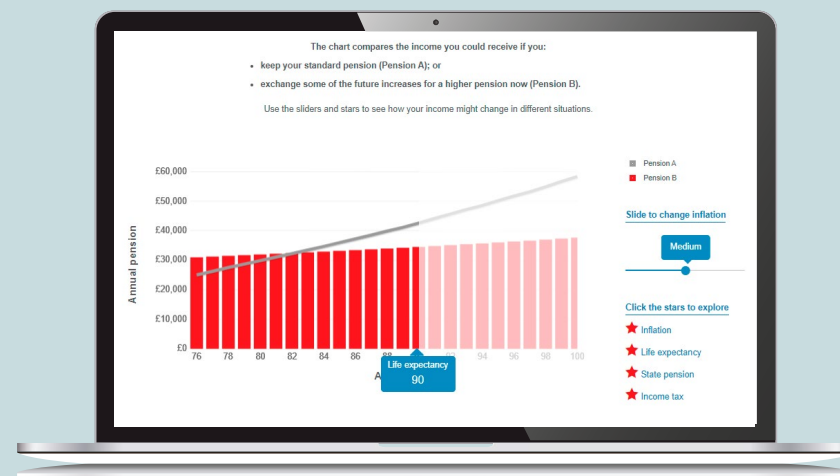 The chart compares the income you could receive if you:
• keep your standard pension (Pension A); or
• exchange some of the future increases for a higher pension now (Pension B).
Use the sliders and stars to see how your income might change in different situations.
Pension A
Pension B
£60,000
£50,000
£40,000
£30,000
£20,000
£10,000
£0
Annual pension
76 78 80 82 84 86 88 92 94 96 98 100
Life expectancy
90
Slide to change inflation
Medium
Click the stars to explore
Inflation
Life expectancy
State pension
Income tax